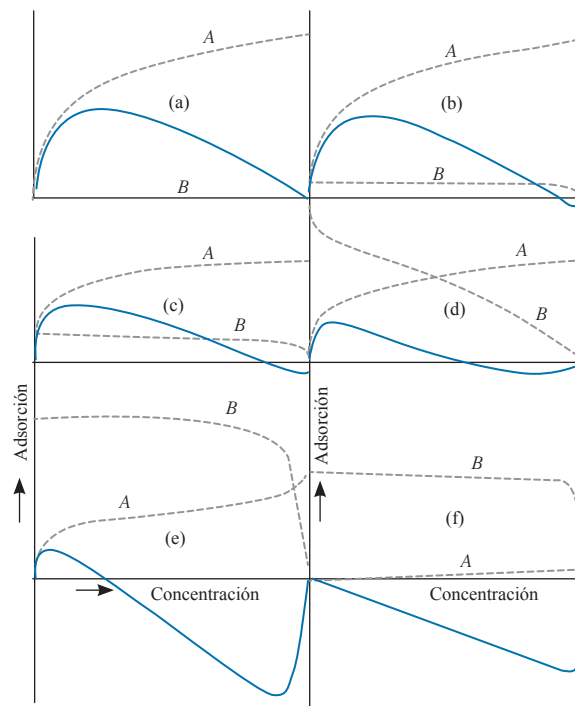 A
(a)
B
A
(b)
B
A
(c)
B
A
(d)
B
Adsorción
B
A
(e)
Concentración
Adsorción
B
(f)
A
Concentración